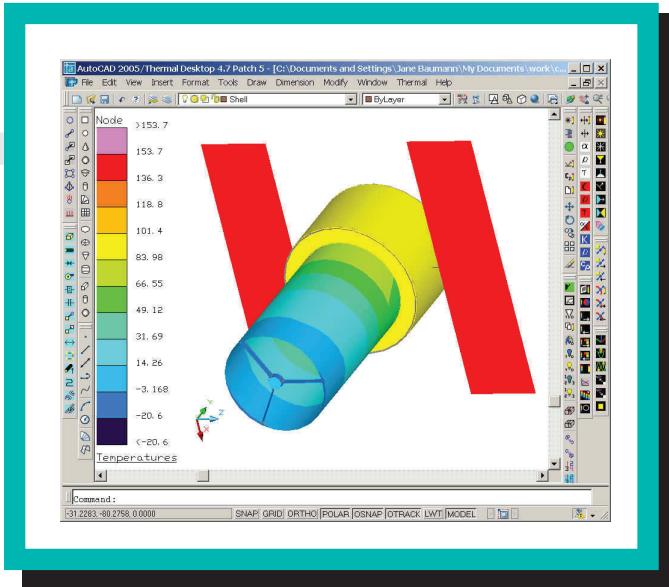 AutoCAD 2005/Thermal Desktop 4.7 Patch 5 - [C:\Documents and Settings\Jane Baumann\My Documents\work\c...
File Edit View Insert Format Tools Draw Dimension Modify Window Thermal Help
Shell ByLayer
Node >153.7
153.7
136.3
118.8
101.4
83.98
66.55
49.12
31.69
14.26
-3.168
-20.6
<-20.6
Temperatures
Y
Z
X
Command:
-31.2283, -80.2758, 0.0000 SNAP GRID ORTHO POLAR OSNAP OTRACK LWT MODEL